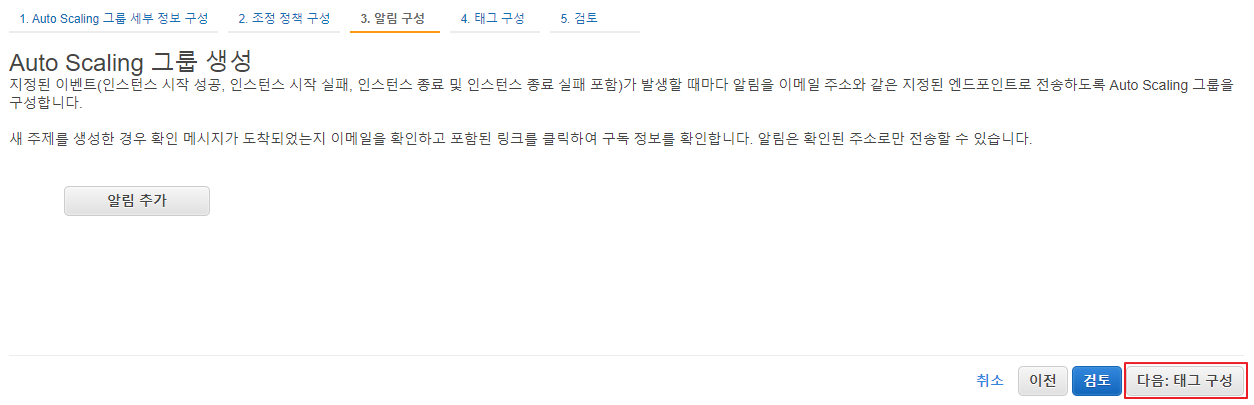 1. Auto Scaling 그룹 세부 정보 구성 2. 조정 정책 구성 3. 알림 구성 4. 태그 구성 5. 검토
Auto Scaling 그룹 생성
지정된 이벤트(인스턴스 시작 성공, 인스턴스 시작 실패, 인스턴스 종료 및 인스턴스 종료 실패 포함)가 발생할 때마다 알림을 이메일 주소와 같은 지정된 엔드포인트로 전송하도록 Auto Scaling 그룹을
구성합니다.
새 주제를 생성한 경우 확인 메시지가 도착되었는지 이메일을 확인하고 포함된 링크를 클릭하여 구독 정보를 확인합니다. 알림은 확인된 주소로만 전송할 수 있습니다.
알림 추가
취소 이전 검토 다음: 태그 구성